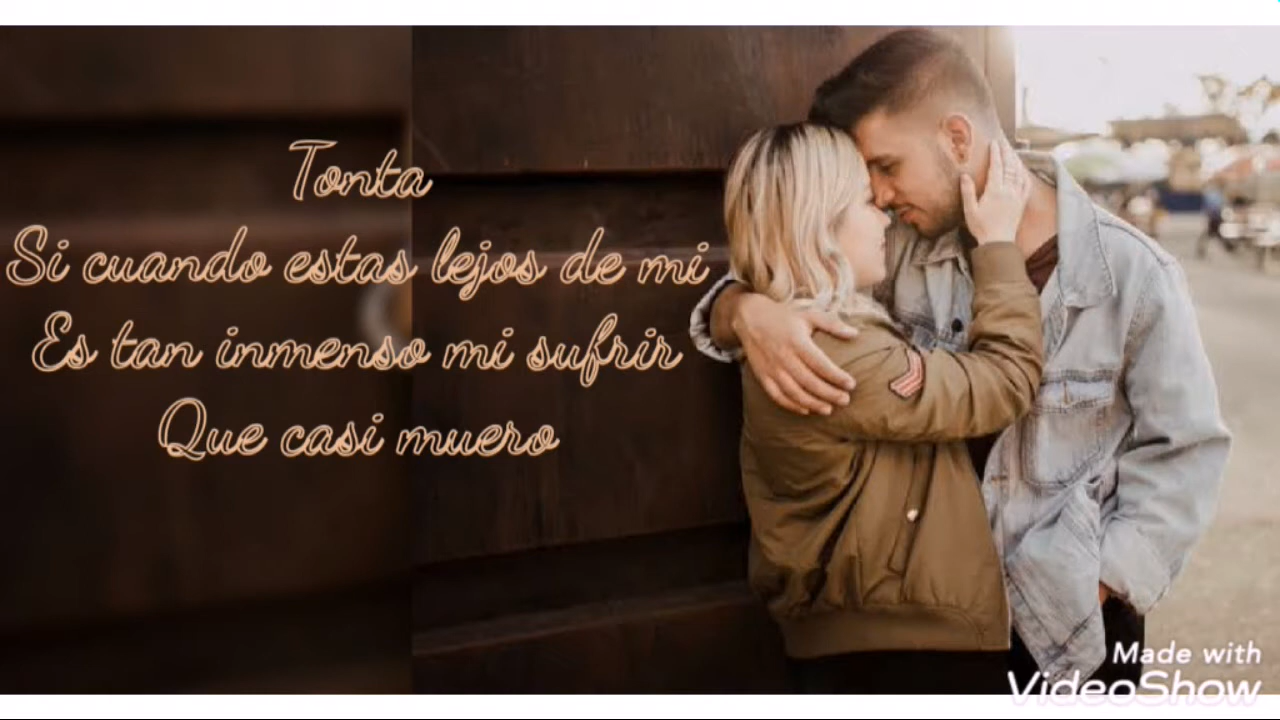 Tonta
Si cuando estas lejos de mi
Es tan inmenso mi sufrir
Que casi muero
Made with
VideoShow